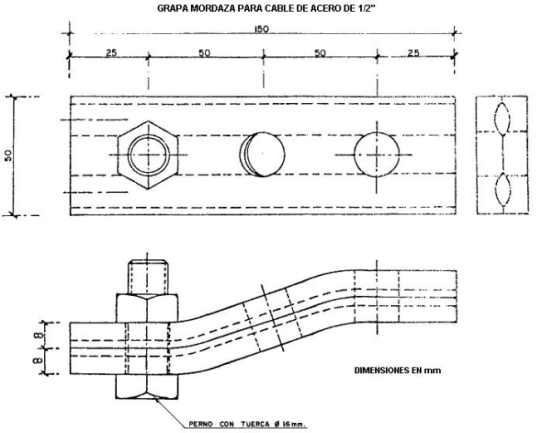 GRAPA MORDAZA PARA CABLE DE ACERO DE 1/2"
150
25 50 50 25
50
8
8
DIMENSIONES EN mm
PERNO CON TUERCA Ø 16mm.